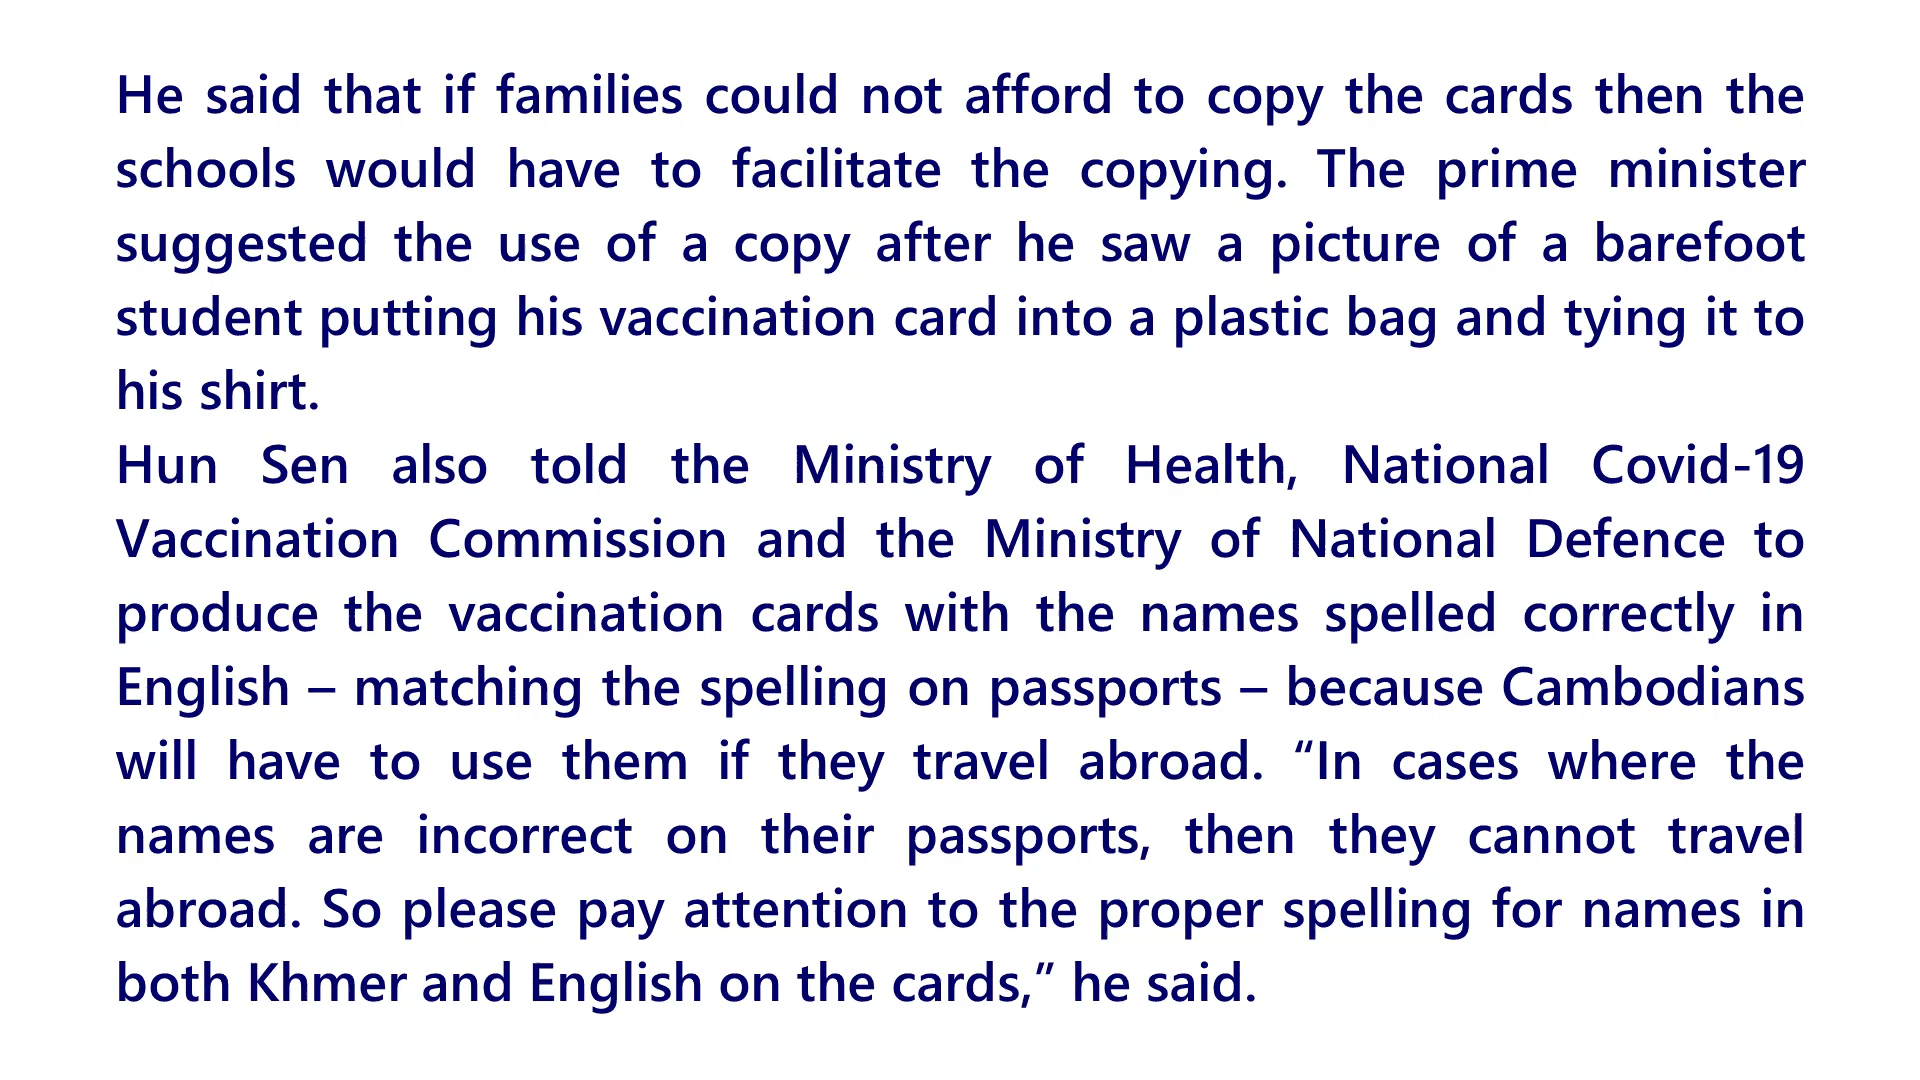 He said that if families could not afford to copy the cards then the
schools would have to facilitate the copying. The prime minister
suggested the use of a copy after he saw a picture of a barefoot
student putting his vaccination card into a plastic bag and tying it to
his shirt.
Hun Sen also told the Ministry of Health, National Covid-19
Vaccination Commission and the Ministry of National Defence to
produce the vaccination cards with the names spelled correctly in
English – matching the spelling on passports – because Cambodians
will have to use them if they travel abroad. “In cases where the
names are incorrect on their passports, then they cannot travel
abroad. So please pay attention to the proper spelling for names in
both Khmer and English on the cards,” he said.